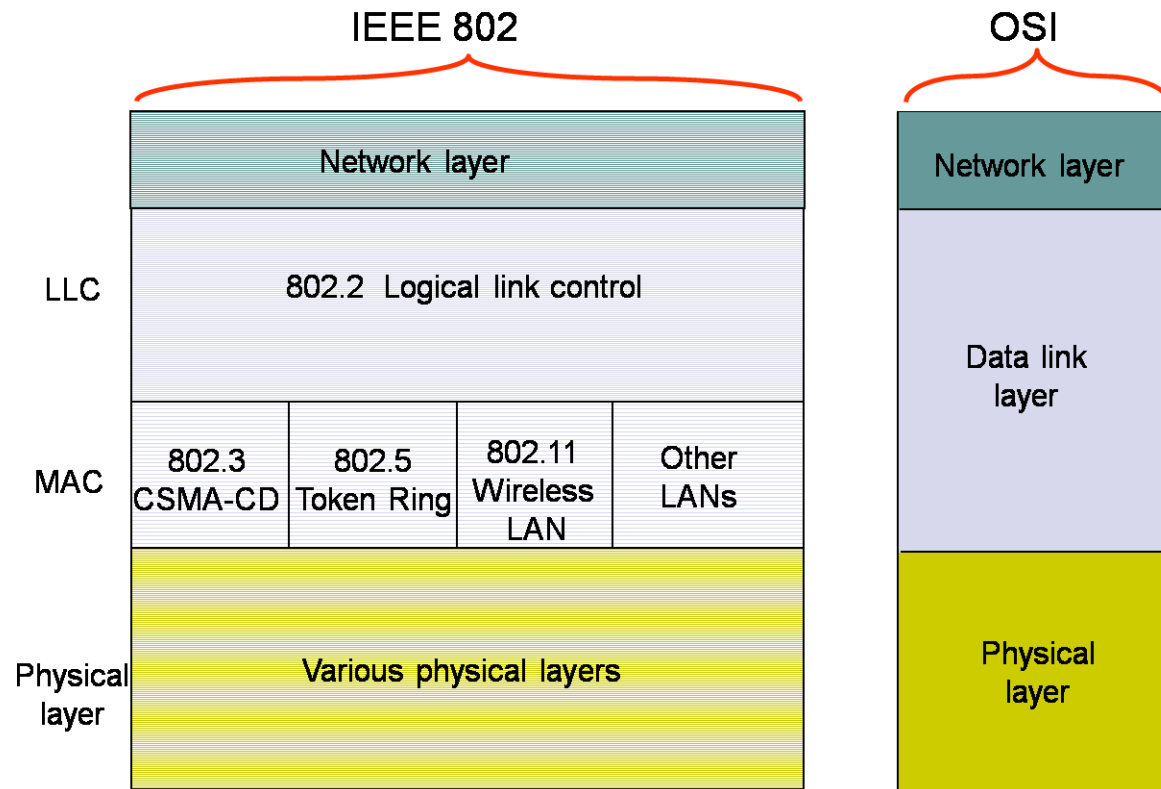 IEEE 802
OSI
Network layer
Network layer
LLC
802.2 Logical link control
Data link
layer
MAC
802.3
CSMA-CD
802.5
Token Ring
802.11
Wireless
LAN
Other
LANs
Physical
layer
Various physical layers
Physical
layer